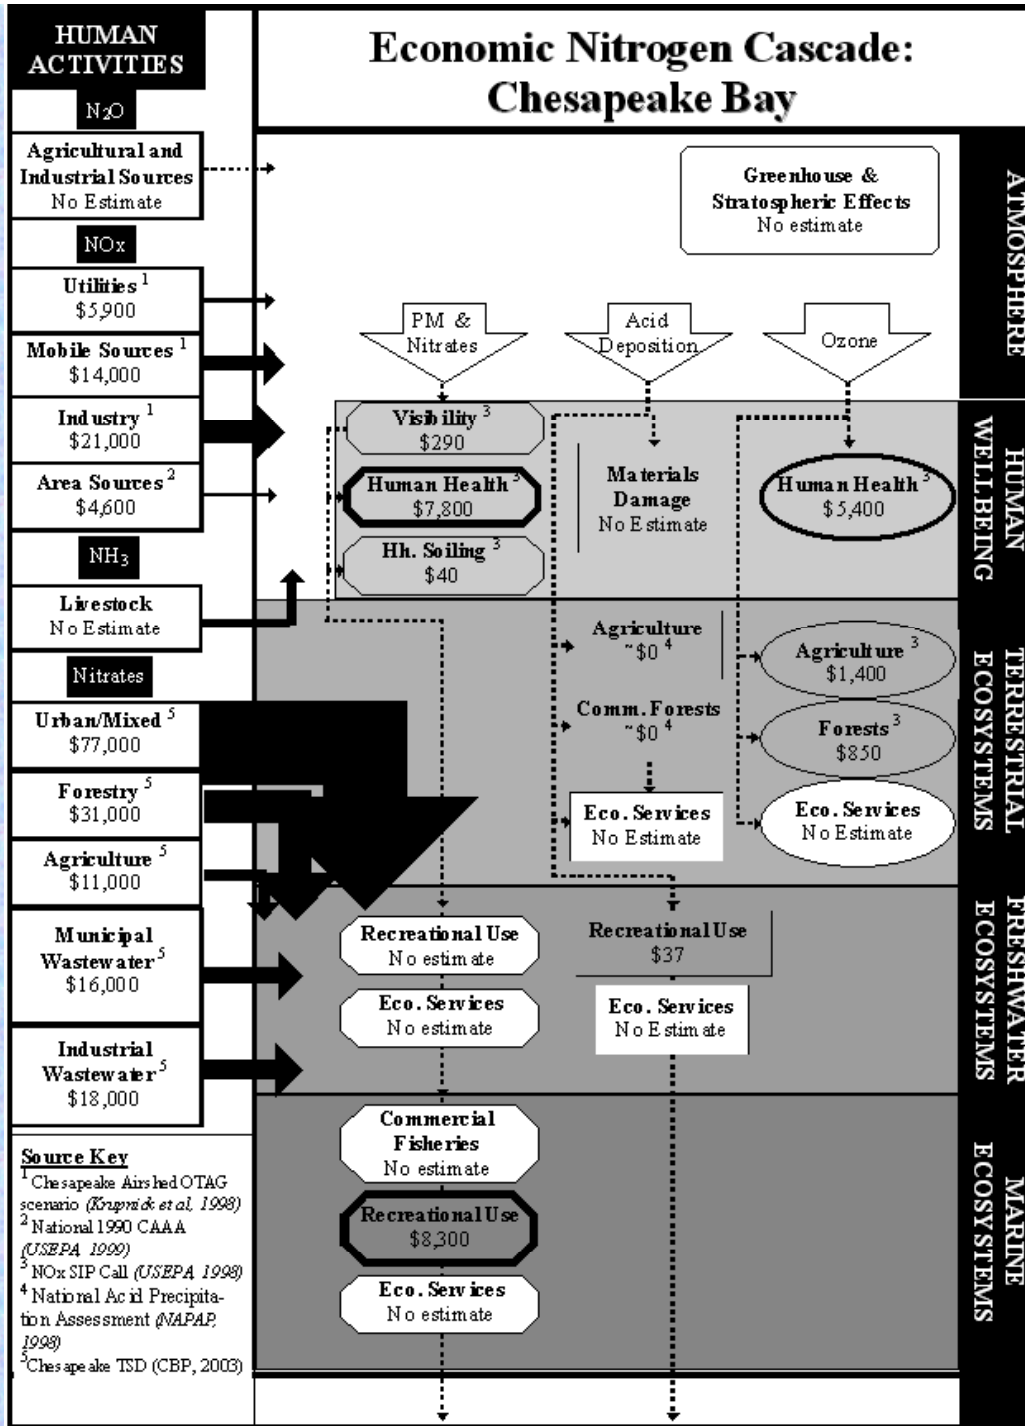 HUMAN
ACTIVITIES
N₂O
Agricultural and
Industrial Sources
No Estimate
NOx
Utilities ¹
$5,900
Mobile Sources ¹
$14,000
Industry ¹
$21,000
Area Sources ²
$4,600
NH₃
Livestock
No Estimate
Nitrates
Urban/Mixed ⁵
$77,000
Forestry ⁵
$31,000
Agriculture ⁵
$11,000
Municipal
Wastewater ⁵
$16,000
Industrial
Wastewater ⁵
$18,000
Source Key
¹ Chesapeake Airshed OTAG
scenario (Krupnick et al, 1998)
² National 1990 CAAA
(USEPA 1999)
³ NOx SIP Call (USEPA 1998)
⁴ National Acid Precipita-
tion Assessment (NAPAP,
1998)
⁵Chesapeake TSD (CBP, 2003)
Economic Nitrogen Cascade:
Chesapeake Bay
Greenhouse &
Stratospheric Effects
No estimate
PM &
Nitrates
Acid
Deposition
Ozone
Visibility ³
$290
Human Health ³
$7,800
Hh. Soiling ³
$40
Materials
Damage
No Estimate
Human Health ³
$5,400
Agriculture
~$0 ⁴
Comm. Forests
~$0 ⁴
Eco. Services
No Estimate
Agriculture ³
$1,400
Forests ³
$850
Eco. Services
No Estimate
Recreational Use
No estimate
Eco. Services
No estimate
Recreational Use
$37
Eco. Services
No Estimate
Commercial
Fisheries
No estimate
Recreational Use
$8,300
Eco. Services
No estimate
ATMOSPHERE
HUMAN
WELLBEING
TERRESTRIAL
ECOSYSTEMS
FRESHWATER
ECOSYSTEMS
MARINE
ECOSYSTEMS